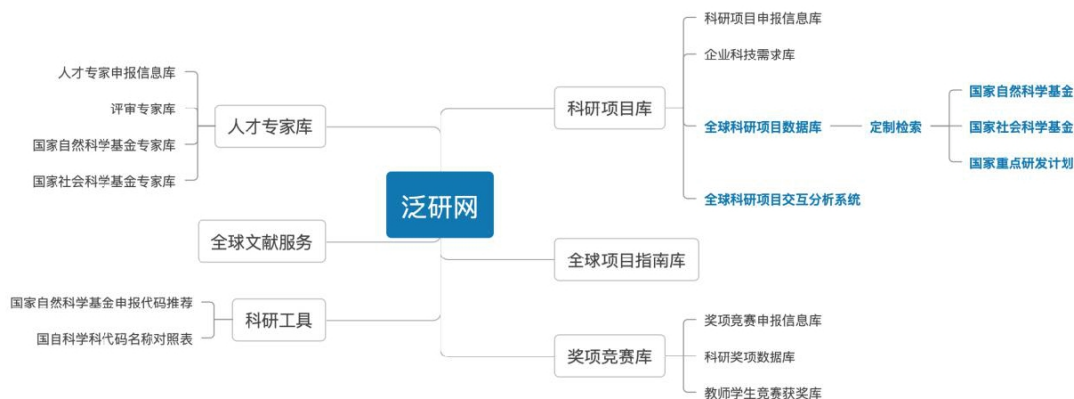 泛研网
人才专家库
人才专家申报信息库
评审专家库
国家自然科学基金专家库
国家社会科学基金专家库
全球文献服务
科研工具
国家自然科学基金申报代码推荐
国自科学科代码名称对照表
科研项目库
科研项目申报信息库
企业科技需求库
全球科研项目数据库
定制检索
国家自然科学基金
国家社会科学基金
国家重点研发计划
全球科研项目交互分析系统
全球项目指南库
奖项竞赛库
奖项竞赛申报信息库
科研奖项数据库
教师学生竞赛获奖库